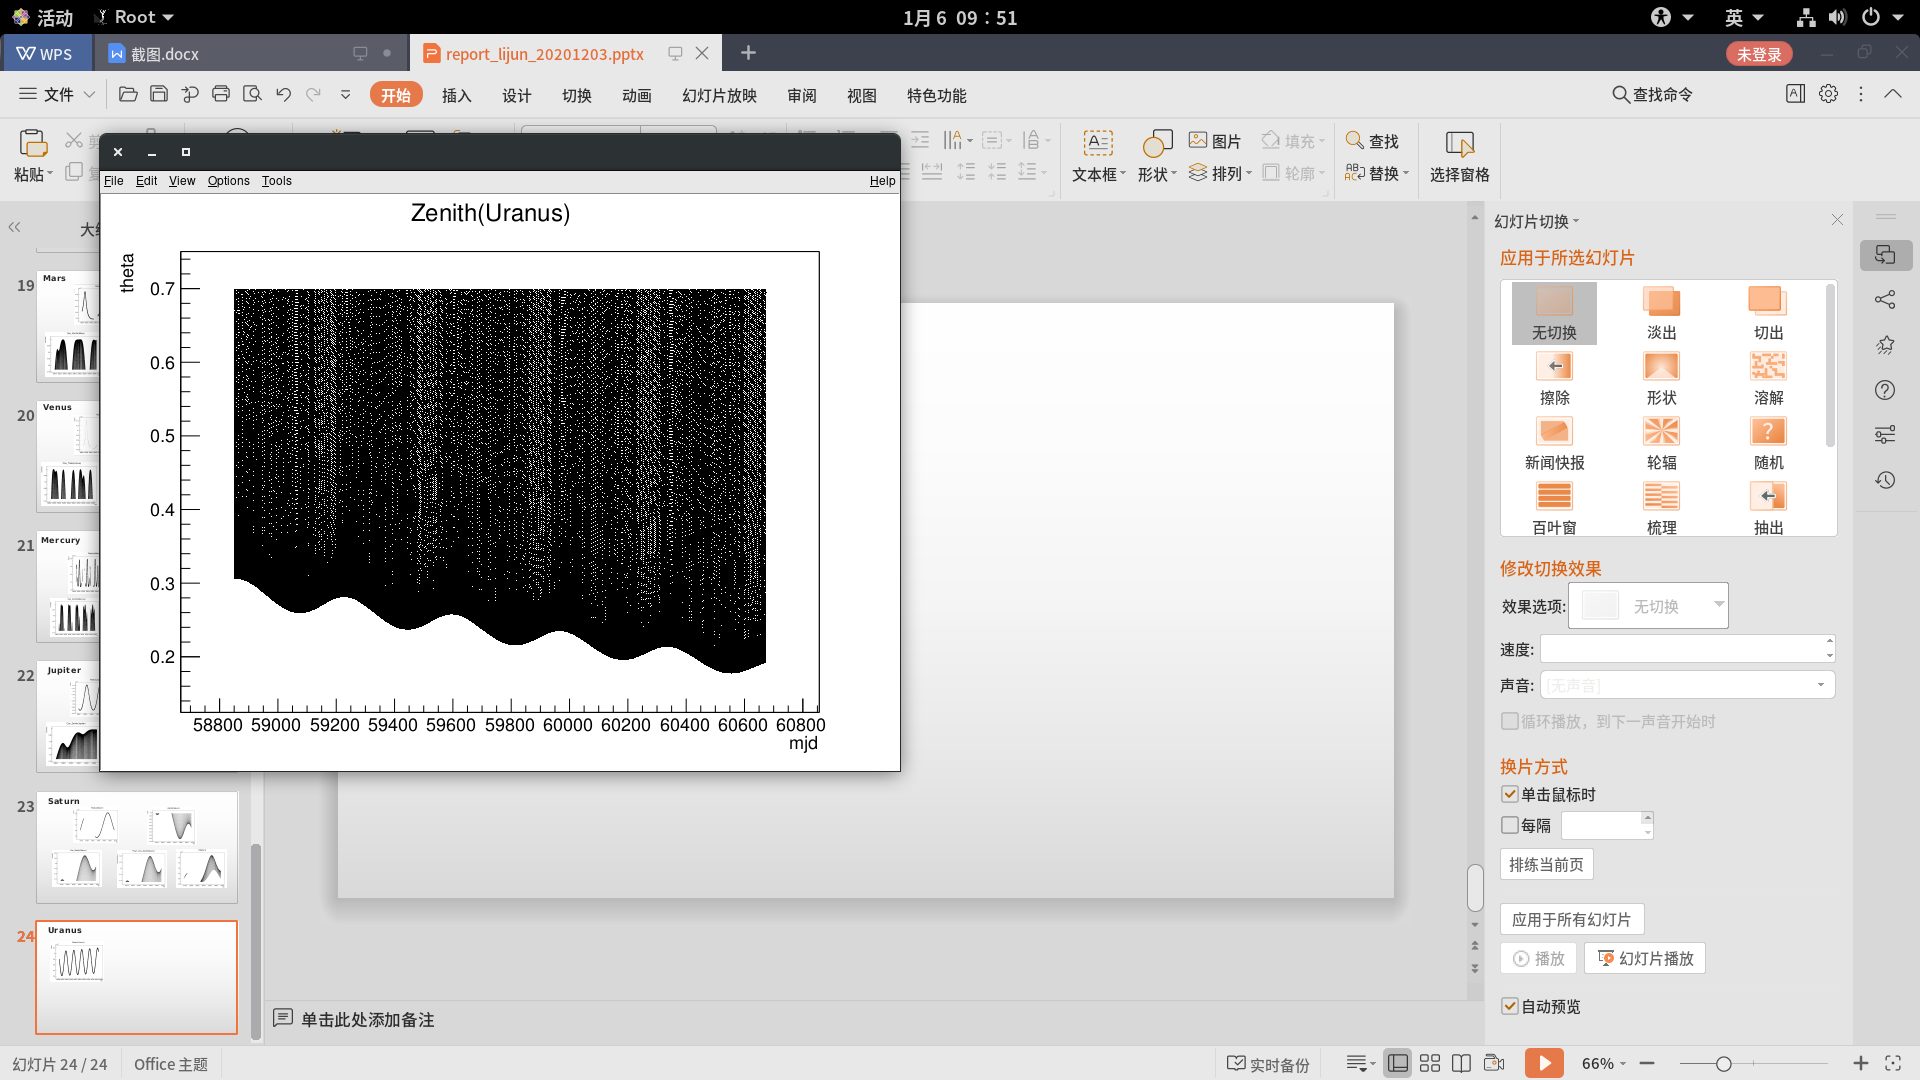 活动 Root 1月 6 09：51 英
WPS 截图.docx report_lijun_20201203.pptx 未登录
文件 开始 插入 设计 切换 动画 幻灯片放映 审阅 视图 特色功能 查找命令
粘贴 文本框 形状 图片 排列 填充 轮廓 查找 替换 选择窗格
File Edit View Options Tools Help
Zenith(Uranus)
theta
0.7
0.6
0.5
0.4
0.3
0.2
58800 59000 59200 59400 59600 59800 60000 60200 60400 60600 60800
mjd
19 Mars
20 Venus
21 Mercury
22 Jupiter
23 Saturn
24 Uranus
单击此处添加备注
幻灯片切换
应用于所选幻灯片
无切换 淡出 切出
擦除 形状 溶解
新闻快报 轮辐 随机
百叶窗 梳理 抽出
修改切换效果
效果选项: 无切换
速度:
声音: [无声音]
循环播放，到下一声音开始时
换片方式
单击鼠标时
每隔
排练当前页
应用于所有幻灯片
播放 幻灯片播放
自动预览
幻灯片 24 / 24 Office 主题 实时备份 66%